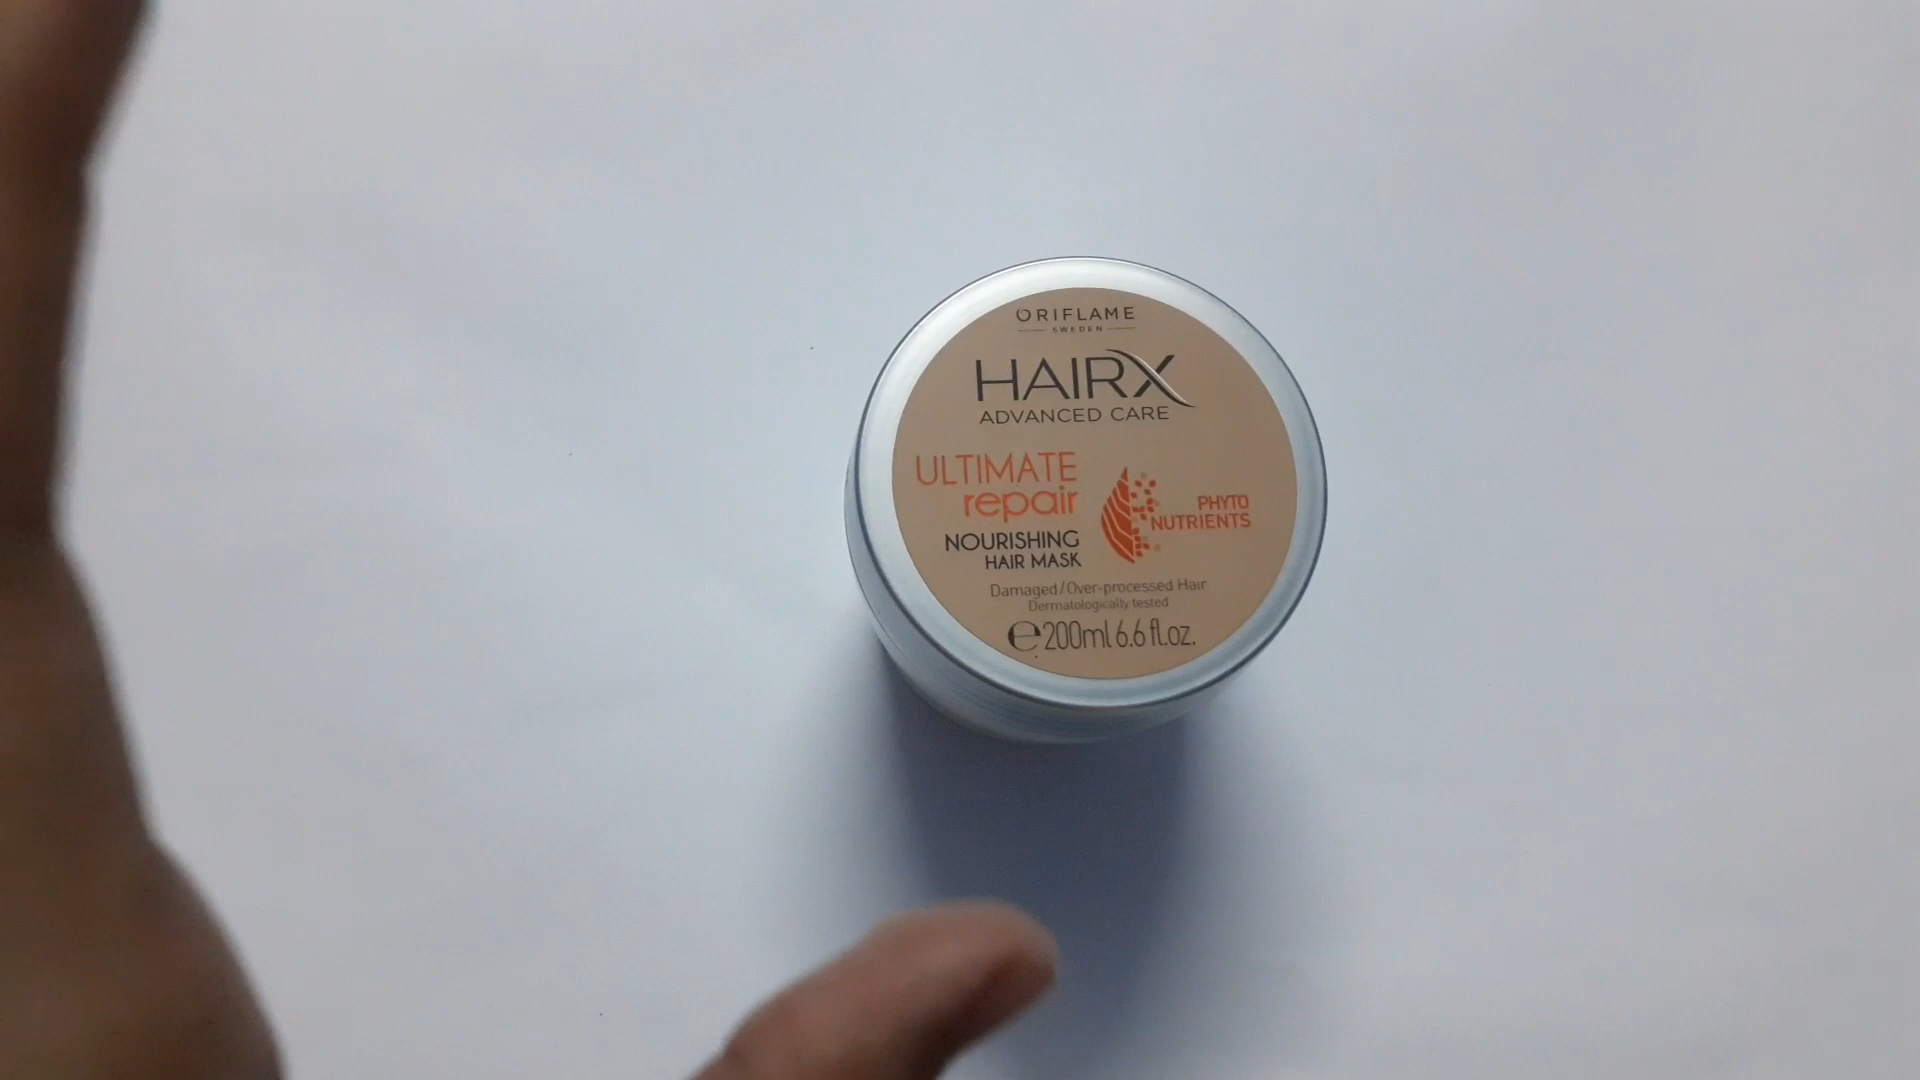 ORIFLAME
SWEDEN
HAIRX
ADVANCED CARE
ULTIMATE
repair
PHYTO
NUTRIENTS
NOURISHING
HAIR MASK
Damaged/Over-processed Hair
Dermatologically tested
℮200ml 6.6 fl.oz.